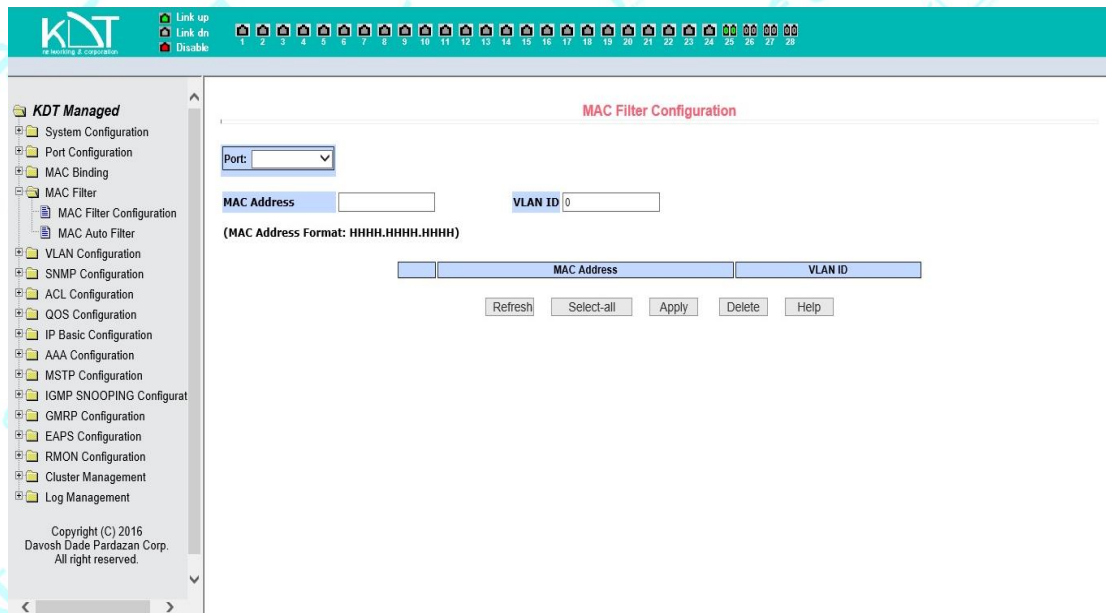 KDT
networking & corporation
Link up
Link dn
Disable
1 2 3 4 5 6 7 8 9 10 11 12 13 14 15 16 17 18 19 20 21 22 23 24 25 26 27 28
KDT Managed
System Configuration
Port Configuration
MAC Binding
MAC Filter
MAC Filter Configuration
MAC Auto Filter
VLAN Configuration
SNMP Configuration
ACL Configuration
QOS Configuration
IP Basic Configuration
AAA Configuration
MSTP Configuration
IGMP SNOOPING Configurat
GMRP Configuration
EAPS Configuration
RMON Configuration
Cluster Management
Log Management
Copyright (C) 2016
Davosh Dade Pardazan Corp.
All right reserved.
MAC Filter Configuration
Port:
MAC Address VLAN ID 0
(MAC Address Format: HHHH.HHHH.HHHH)
MAC Address VLAN ID
Refresh Select-all Apply Delete Help